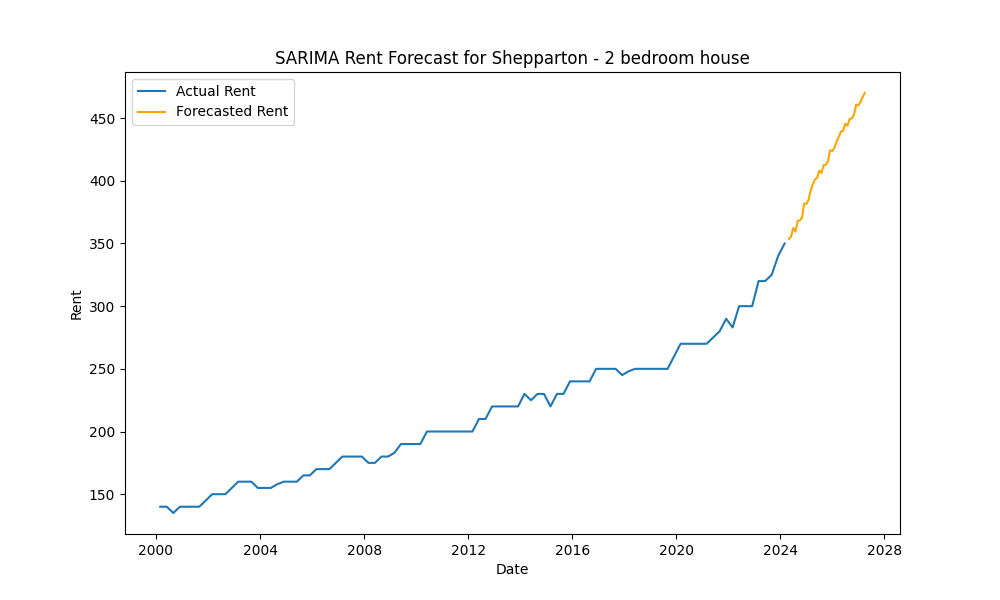 SARIMA Rent Forecast for Shepparton - 2 bedroom house
Actual Rent
Forecasted Rent
450
400
350
300
250
200
150
Rent
2000 2004 2008 2012 2016 2020 2024 2028
Date